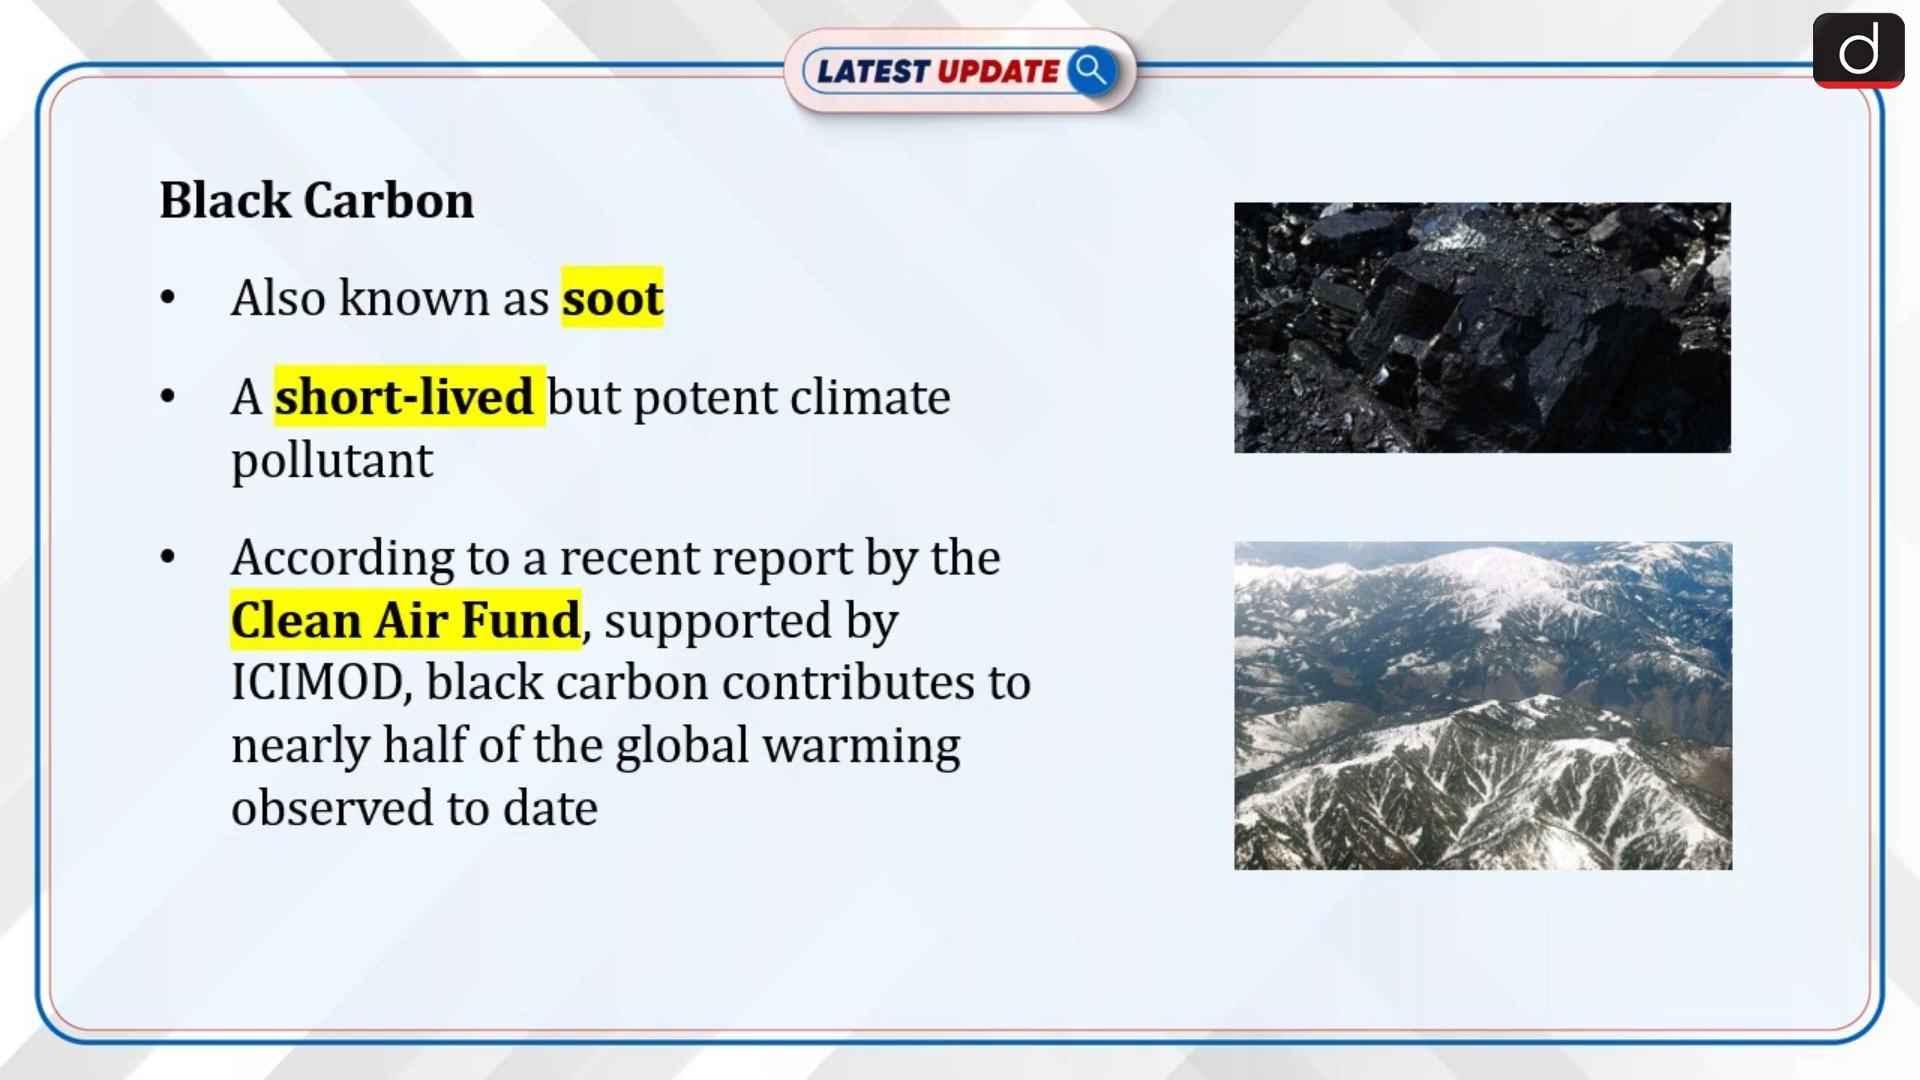 LATEST UPDATE
d
Black Carbon
• Also known as soot
• A short-lived but potent climate
pollutant
• According to a recent report by the
Clean Air Fund, supported by
ICIMOD, black carbon contributes to
nearly half of the global warming
observed to date